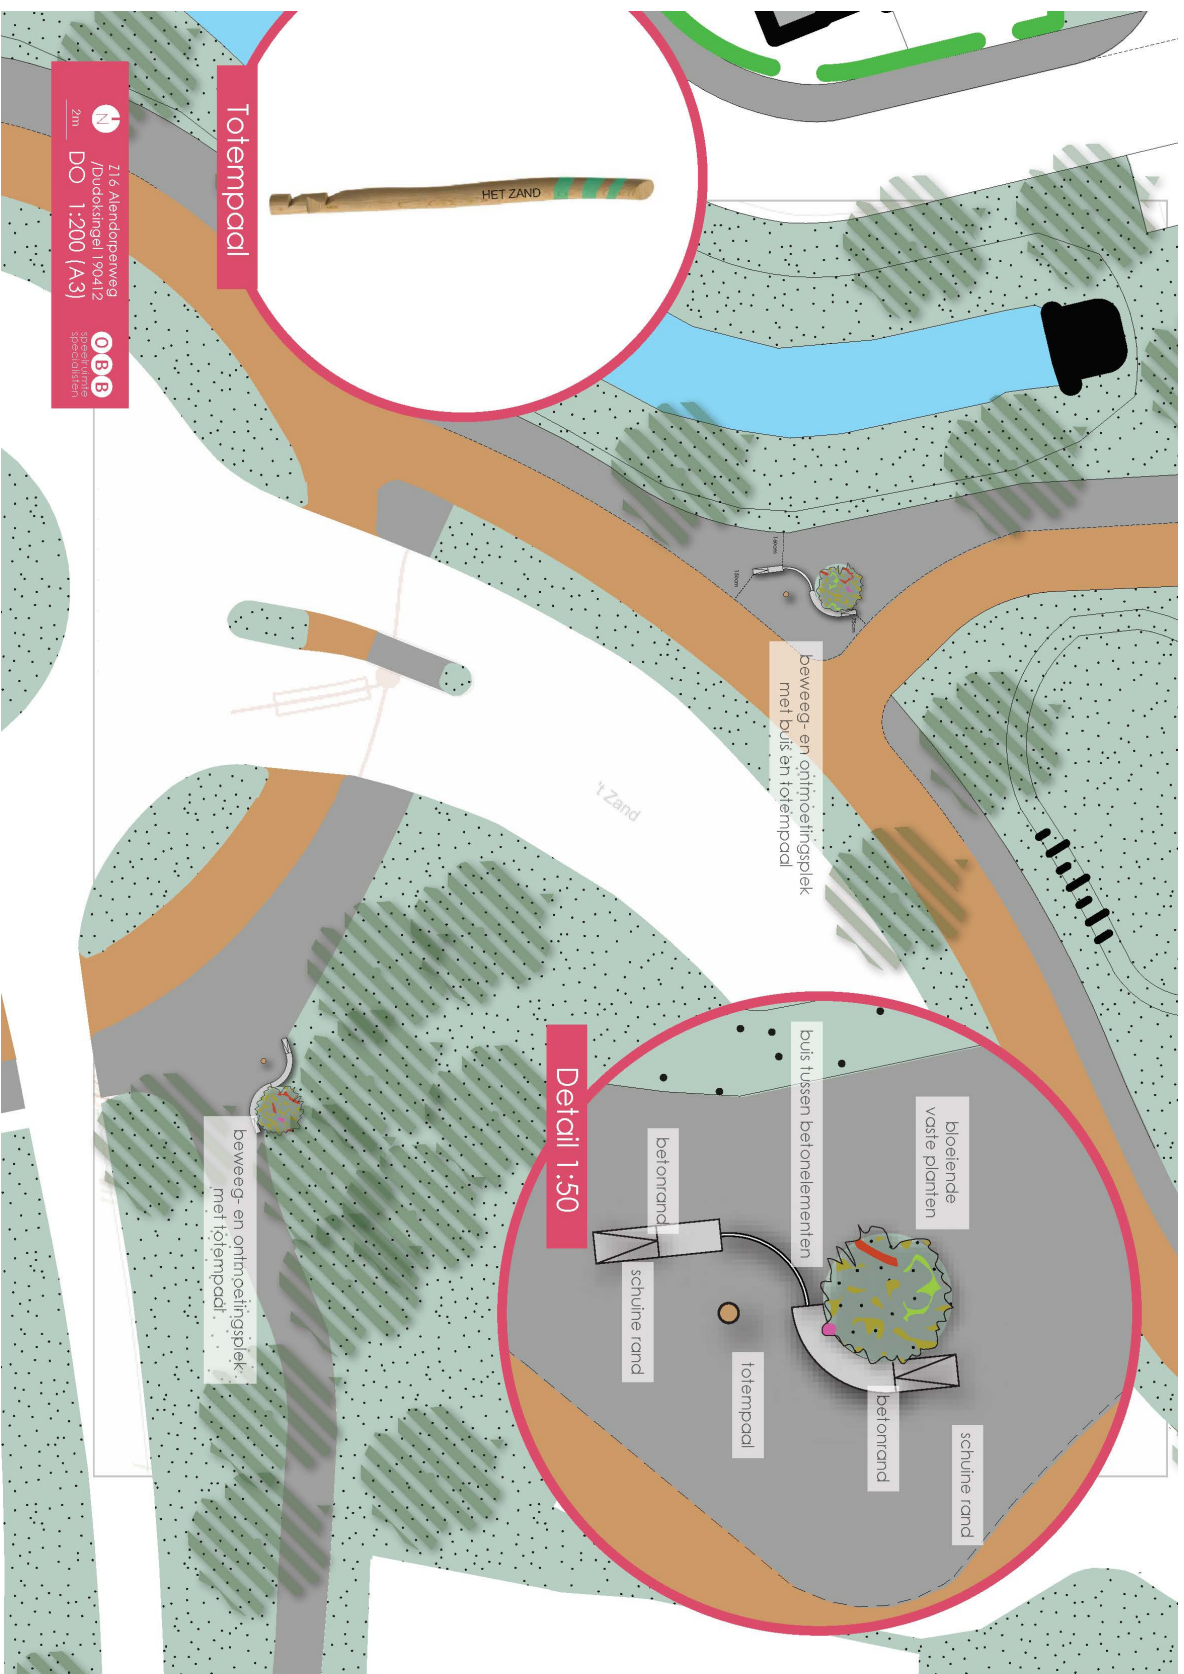 Totempaal
HET ZAND
Z16 Alendorperweg
/Dudoksingel 190412
DO 1:200 (A3)
N
2m
OBB
speelruimte
specialisten
180cm
180cm
beweeg- en ontmoetingsplek
met buis en totempaal
't Zand
beweeg- en ontmoetingsplek
met totempaal
Detail 1:50
bloeiende
vaste planten
buis tussen betonelementen
betonrand
schuine rand
totempaal
betonrand
schuine rand